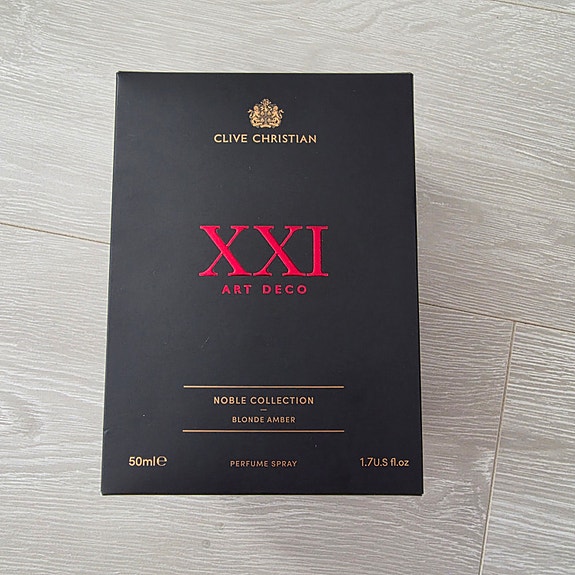 CLIVE CHRISTIAN
XXI
ART DECO
NOBLE COLLECTION
BLONDE AMBER
50ml℮ PERFUME SPRAY 1.7U.S fl.oz